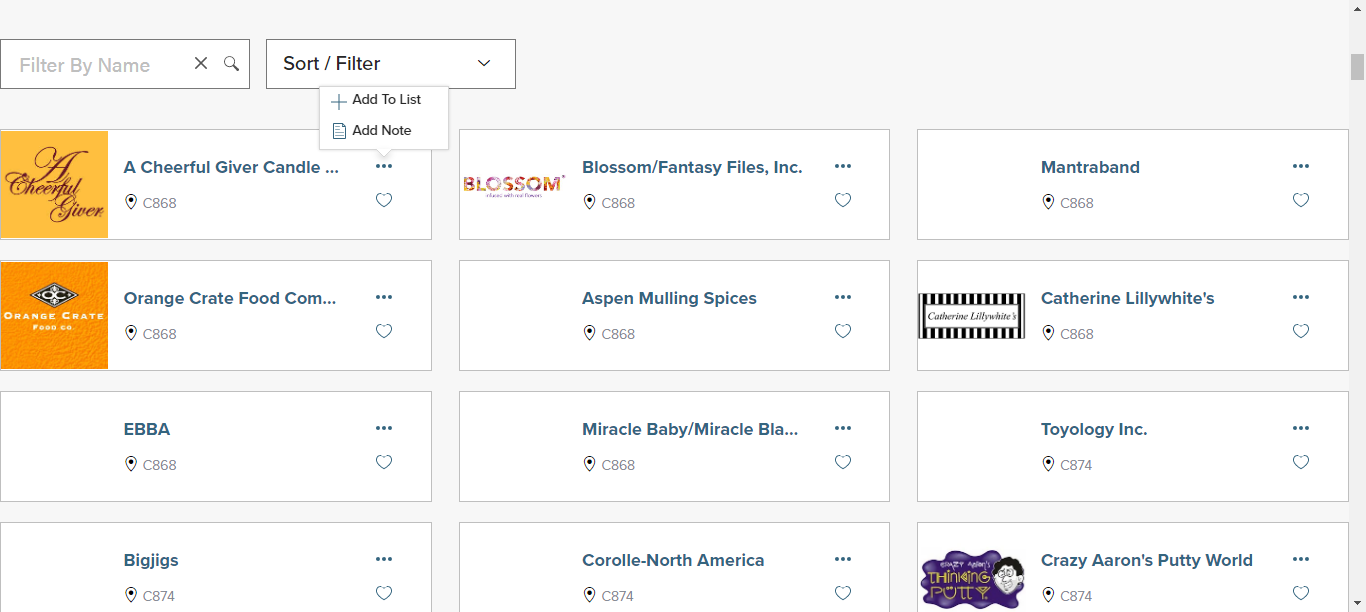 Filter By Name
Sort / Filter
Add To List
Add Note
A Cheerful Giver
A Cheerful Giver Candle ...
C868
BLOSSOM
infused with real flowers
Blossom/Fantasy Files, Inc.
C868
Mantraband
C868
ORANGE CRATE
FOOD CO
Orange Crate Food Com...
C868
Aspen Mulling Spices
C868
Catherine Lillywhite's
Catherine Lillywhite's
C868
EBBA
C868
Miracle Baby/Miracle Bla...
C868
Toyology Inc.
C874
Bigjigs
C874
Corolle-North America
C874
CRAZY AARON'S
THINKING
PUTTY
Crazy Aaron's Putty World
C874